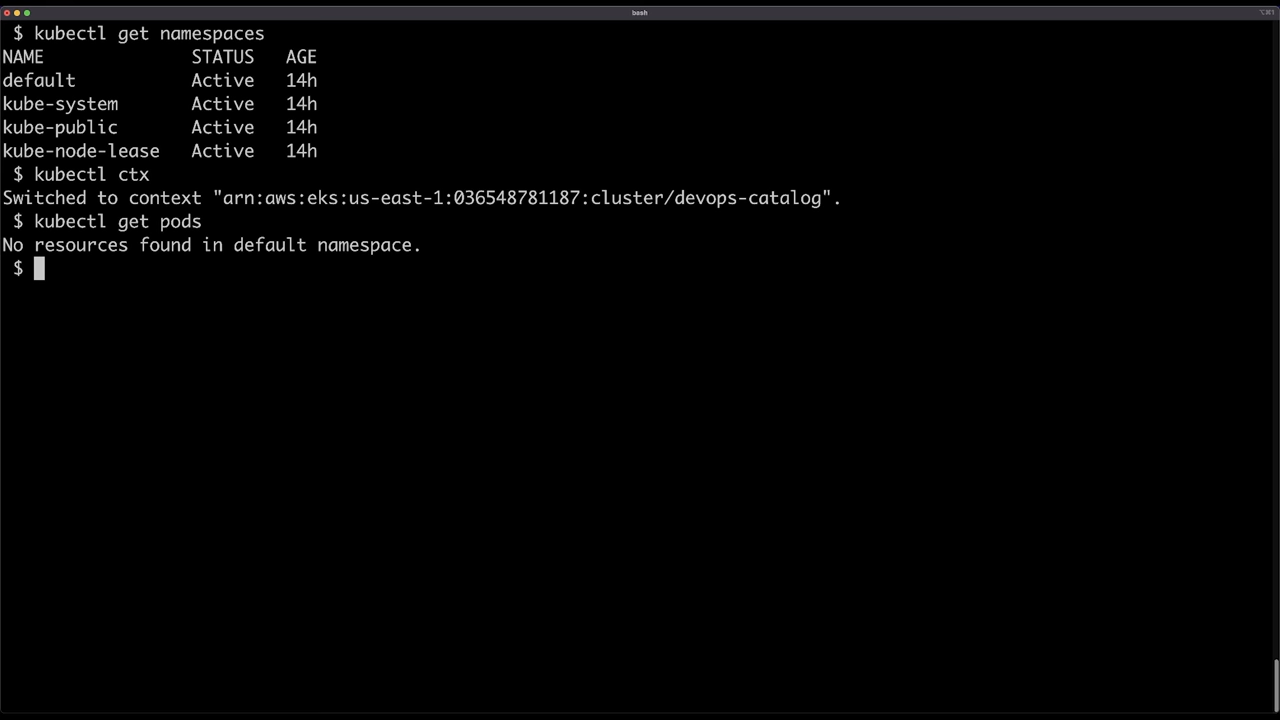 bash
⌥⌘1
$ kubectl get namespaces
NAME STATUS AGE
default Active 14h
kube-system Active 14h
kube-public Active 14h
kube-node-lease Active 14h
$ kubectl ctx
Switched to context "arn:aws:eks:us-east-1:036548781187:cluster/devops-catalog".
$ kubectl get pods
No resources found in default namespace.
$